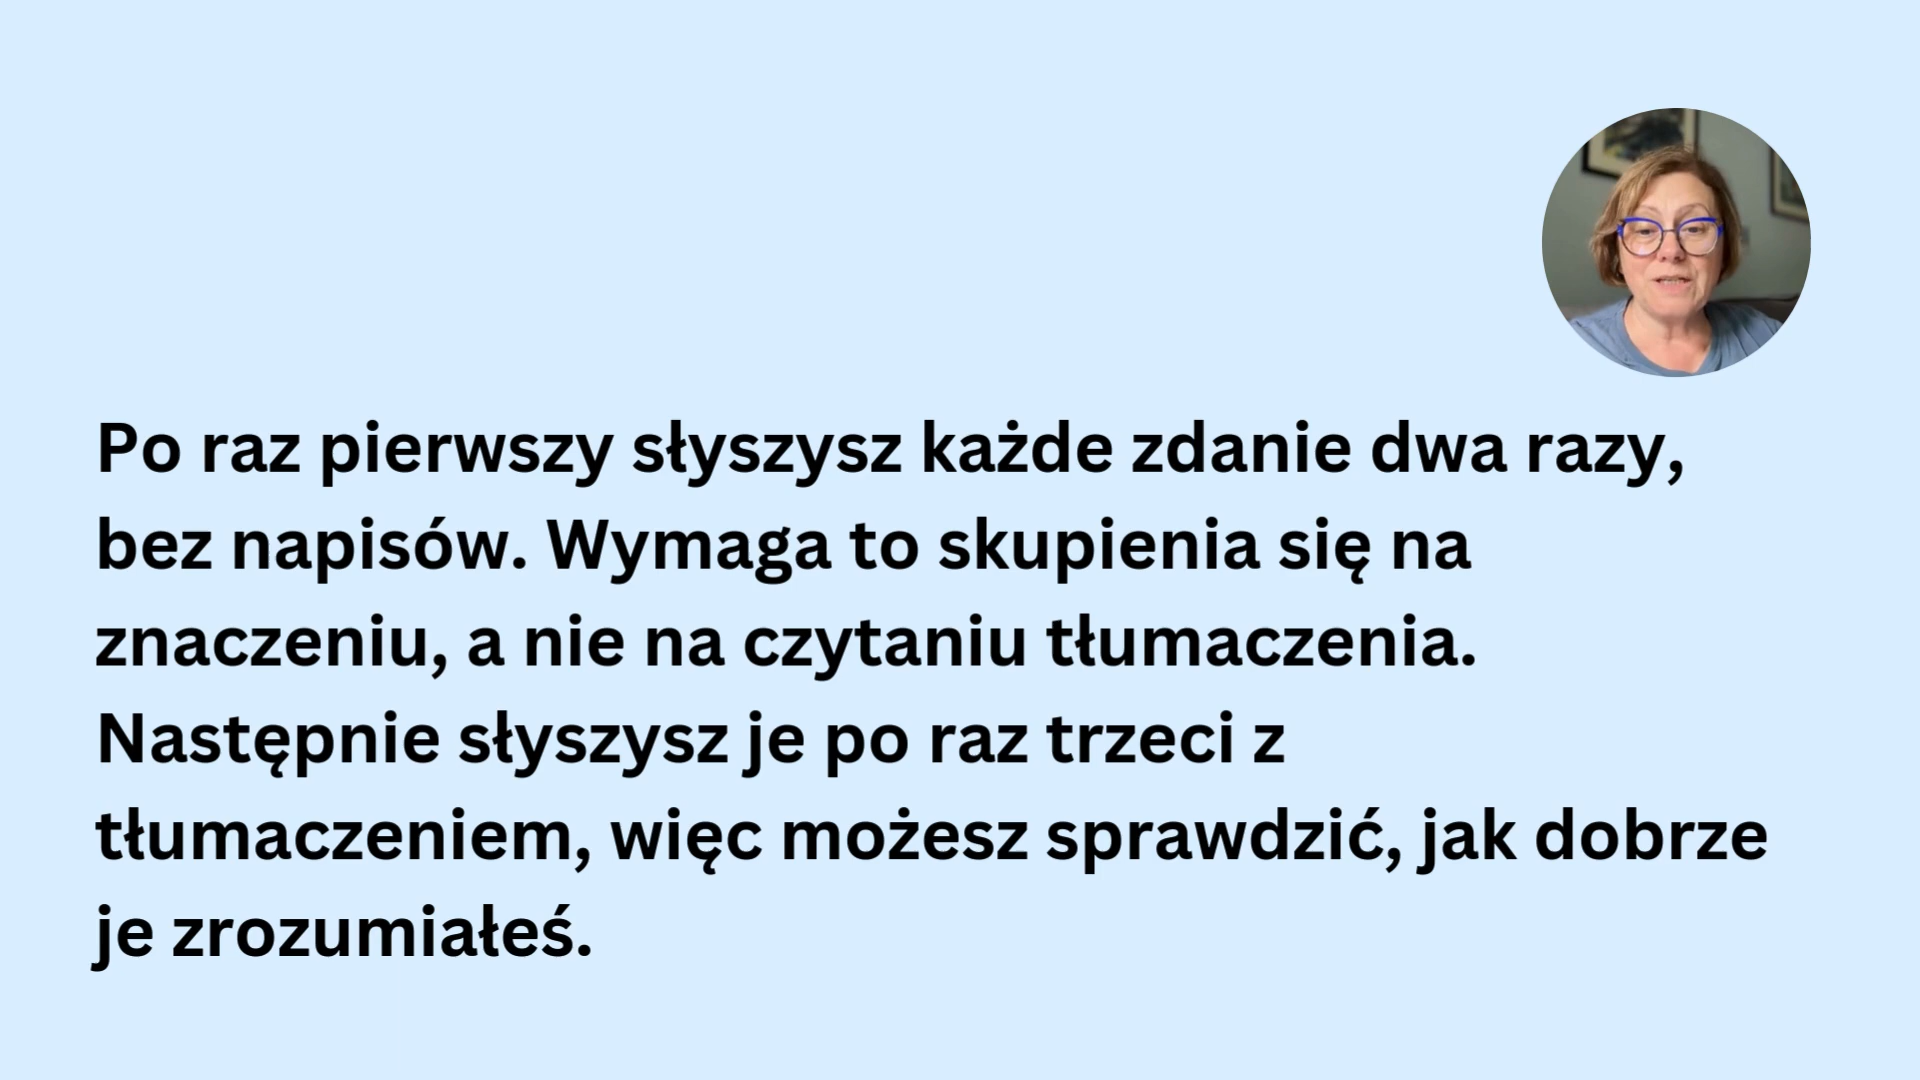 Po raz pierwszy słyszysz każde zdanie dwa razy,
bez napisów. Wymaga to skupienia się na
znaczeniu, a nie na czytaniu tłumaczenia.
Następnie słyszysz je po raz trzeci z
tłumaczeniem, więc możesz sprawdzić, jak dobrze
je zrozumiałeś.